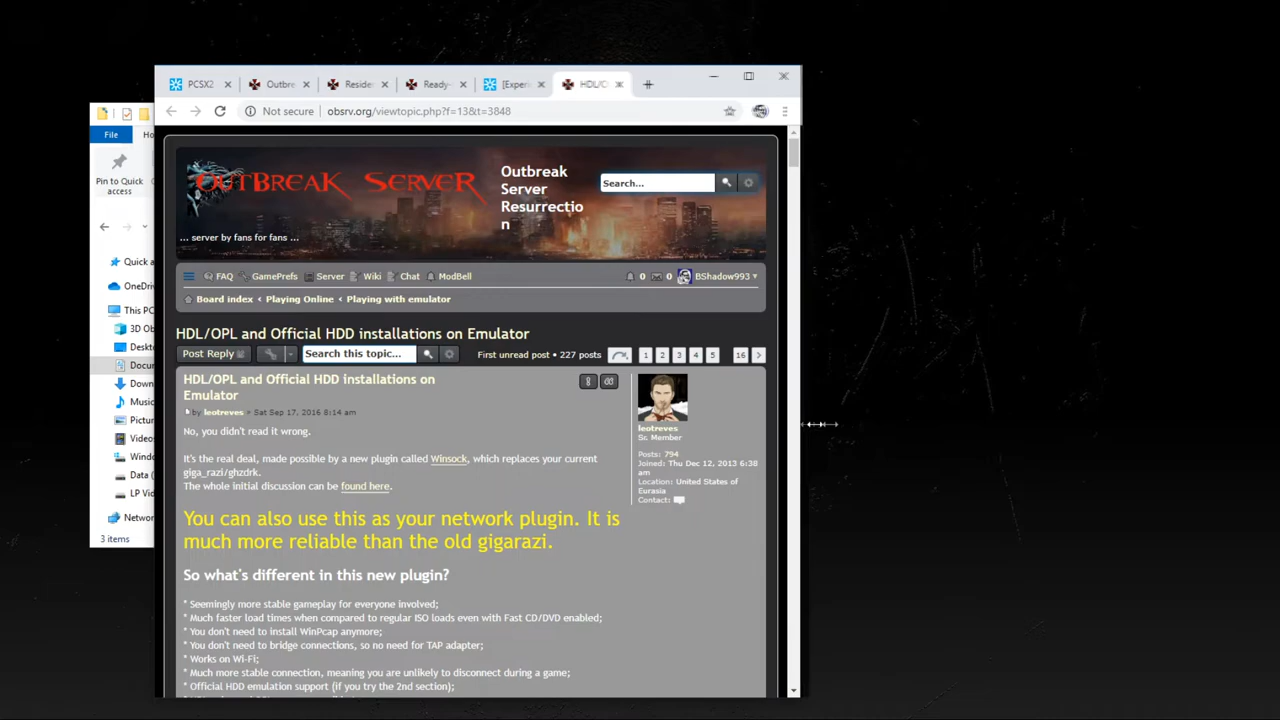 PCSX2
Outbre
Reside
Ready-
[Experi
HDL/O
Not secure
obsrv.org/viewtopic.php?f=13&t=3848
File
Ho
Pin to Quick
access
Quick a
OneDriv
This PC
3D Ob
Deskt
Docu
Down
Music
Pictur
Video
Windo
Data (
LP Vid
Networ
3 items
OutBreak Server
... server by fans for fans ...
Outbreak
Server
Resurrectio
n
Search...
FAQ
GamePrefs
Server
Wiki
Chat
ModBell
0
0
BShadow993
Board index ‹ Playing Online ‹ Playing with emulator
HDL/OPL and Official HDD installations on Emulator
Post Reply
Search this topic...
First unread post • 227 posts
1
2
3
4
5
16
HDL/OPL and Official HDD installations on
Emulator
by leotreves » Sat Sep 17, 2016 8:14 am
No, you didn't read it wrong.
It's the real deal, made possible by a new plugin called Winsock, which replaces your current
giga_razi/ghzdrk.
The whole initial discussion can be found here.
You can also use this as your network plugin. It is
much more reliable than the old gigarazi.
So what's different in this new plugin?
* Seemingly more stable gameplay for everyone involved;
* Much faster load times when compared to regular ISO loads even with Fast CD/DVD enabled;
* You don't need to install WinPcap anymore;
* You don't need to bridge connections, so no need for TAP adapter;
* Works on Wi-Fi;
* Much more stable connection, meaning you are unlikely to disconnect during a game;
* Official HDD emulation support (if you try the 2nd section);
leotreves
Sr. Member
Posts: 794
Joined: Thu Dec 12, 2013 6:38
am
Location: United States of
Eurasia
Contact: